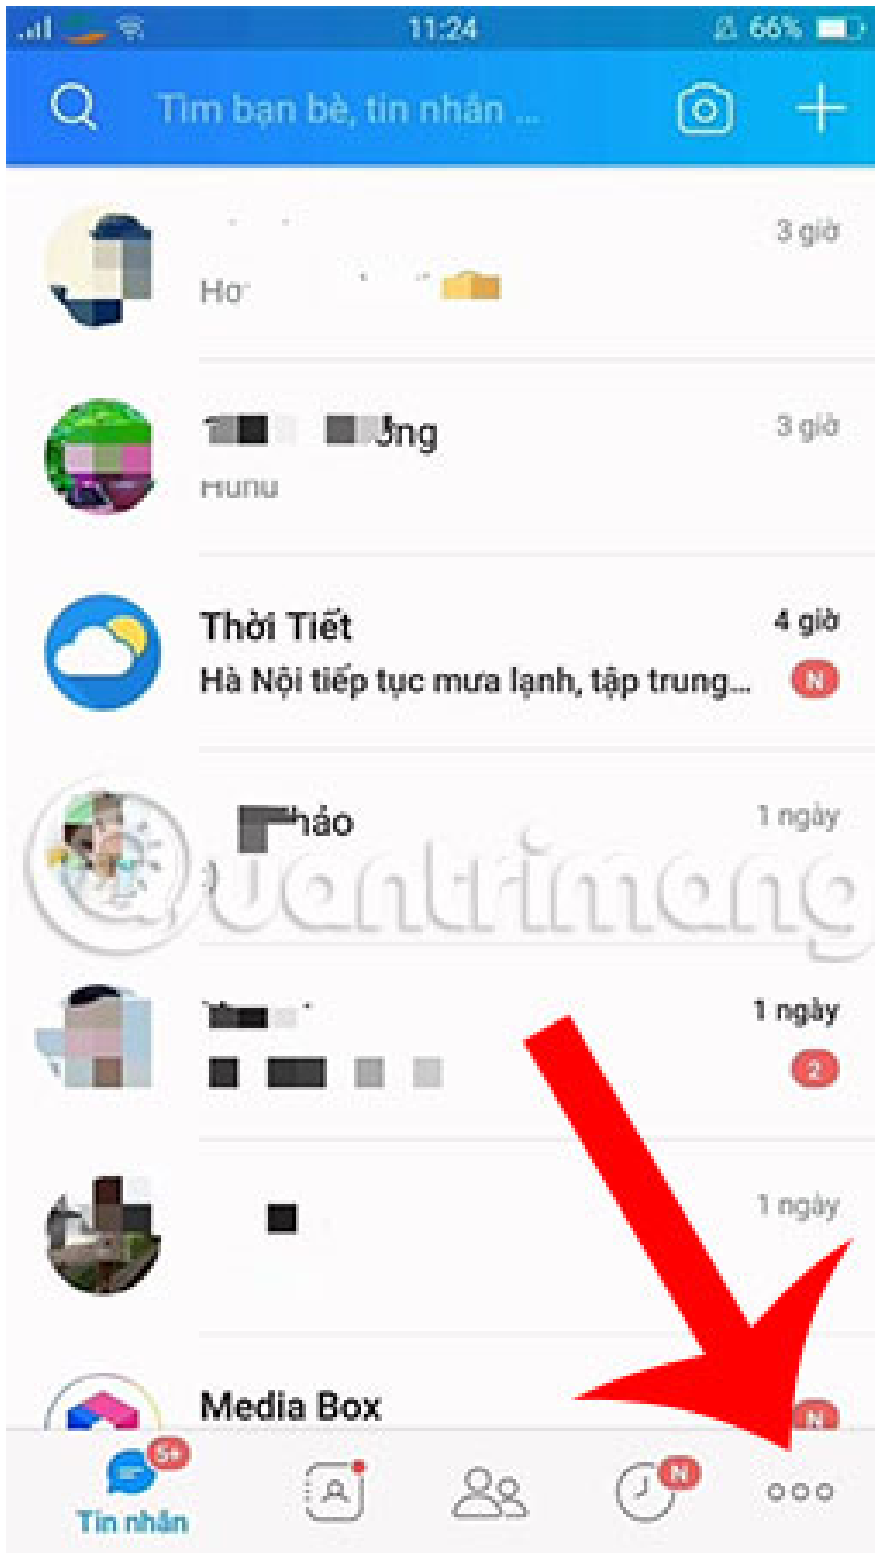 11:24
66%
Tìm bạn bè, tin nhắn ...
3 giờ
3 giờ
Thời Tiết
4 giờ
Hà Nội tiếp tục mưa lạnh, tập trung...
N
1 ngày
Quantrimang
1 ngày
2
1 ngày
Media Box
N
5+
N
Tin nhắn